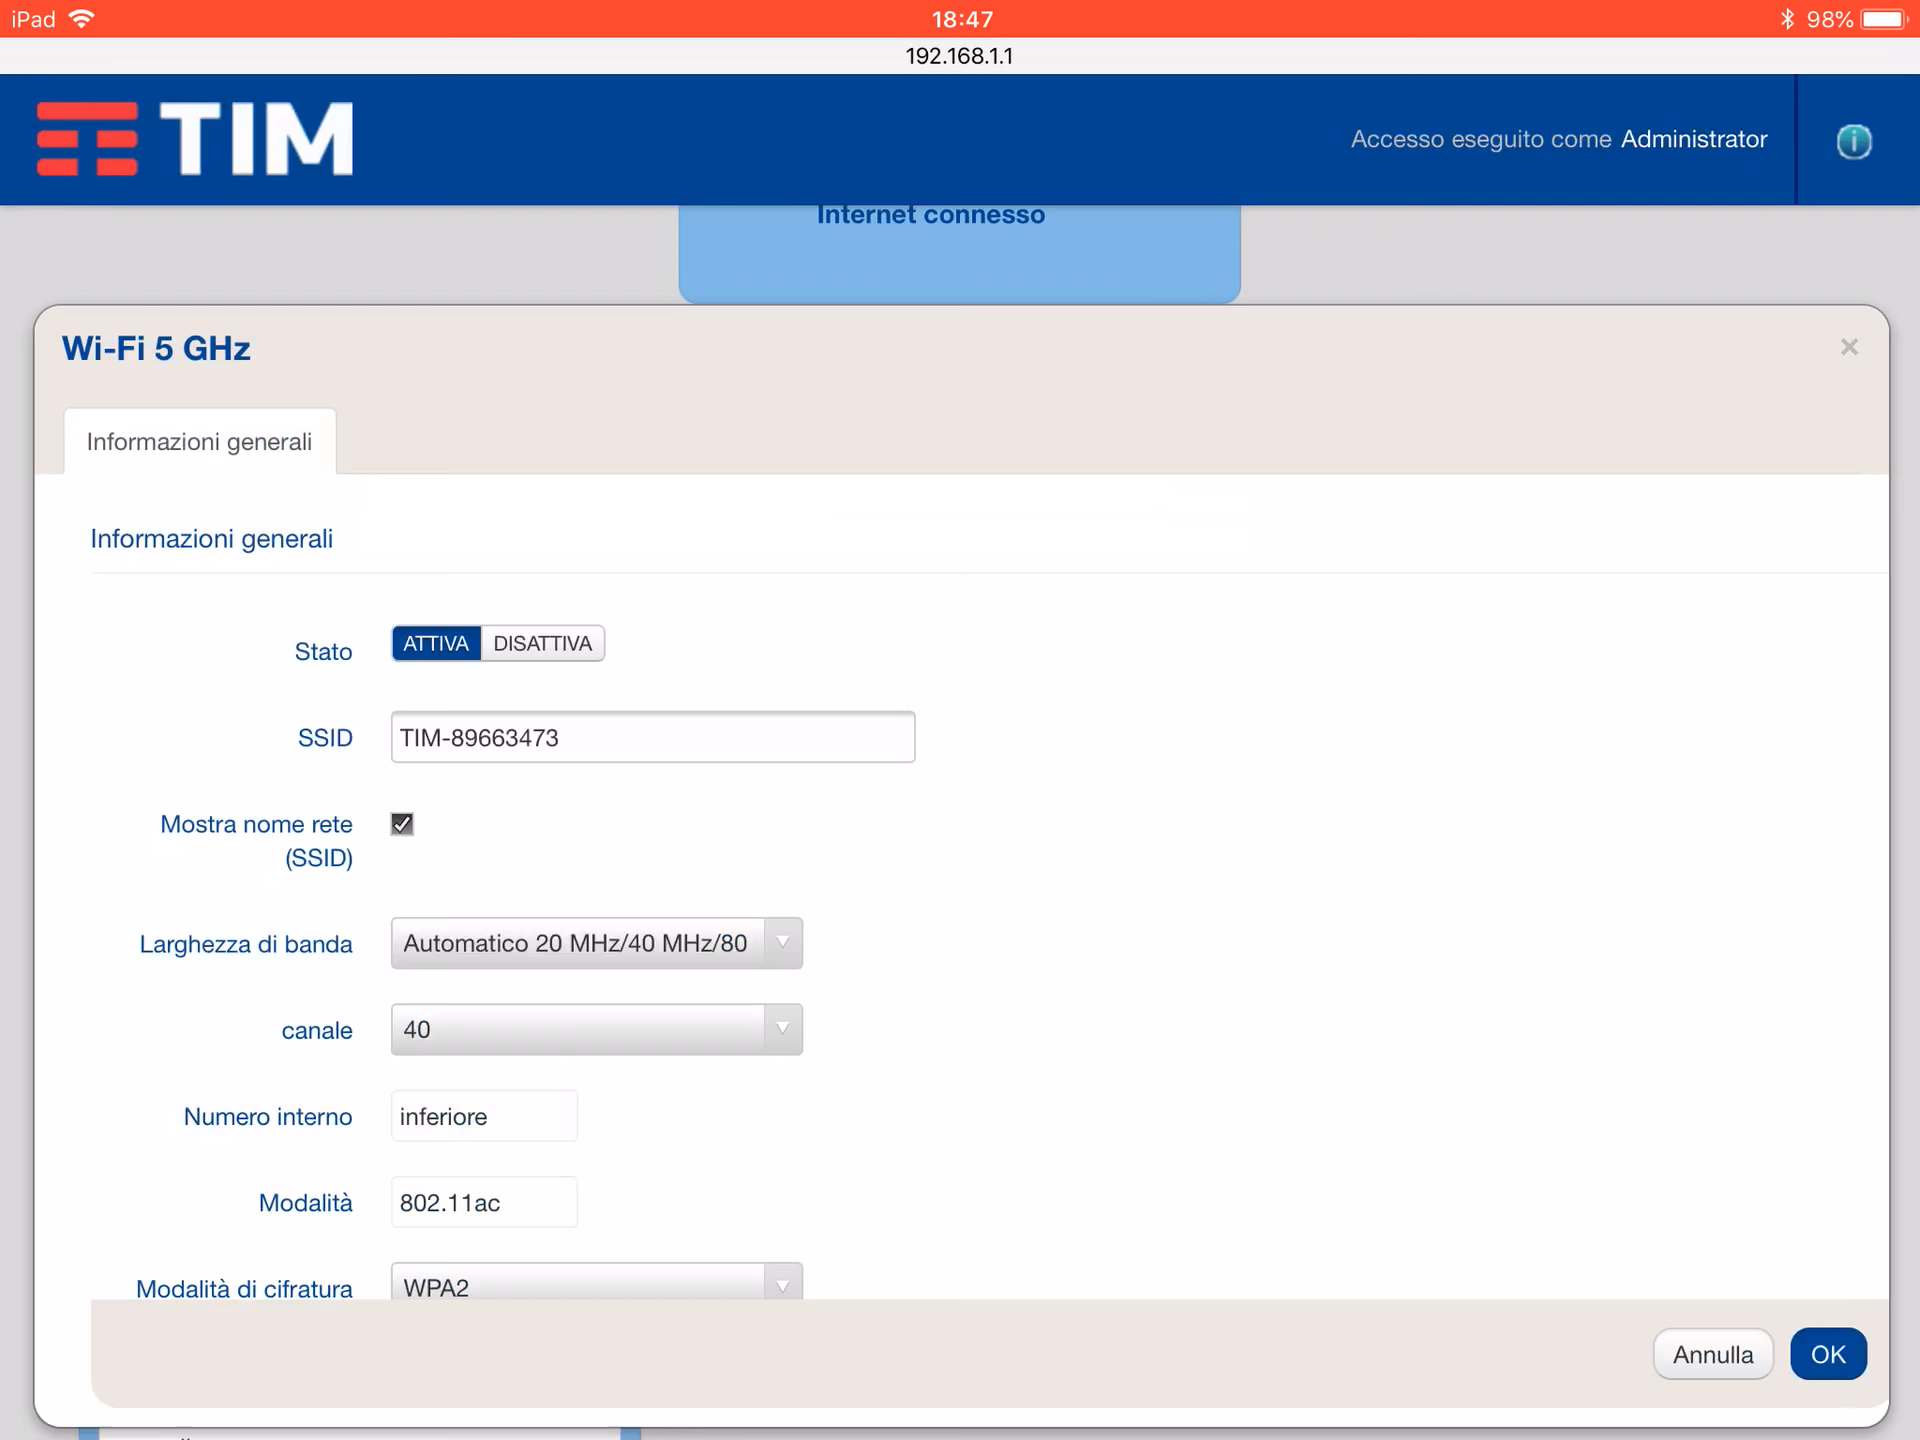 iPad 18:47 98%
192.168.1.1
TIM
Accesso eseguito come Administrator
Internet connesso
Wi-Fi 5 GHz
Informazioni generali
Informazioni generali
Stato ATTIVA DISATTIVA
SSID TIM-89663473
Mostra nome rete
(SSID)
Larghezza di banda Automatico 20 MHz/40 MHz/80
canale 40
Numero interno inferiore
Modalità 802.11ac
Modalità di cifratura WPA2
Annulla OK